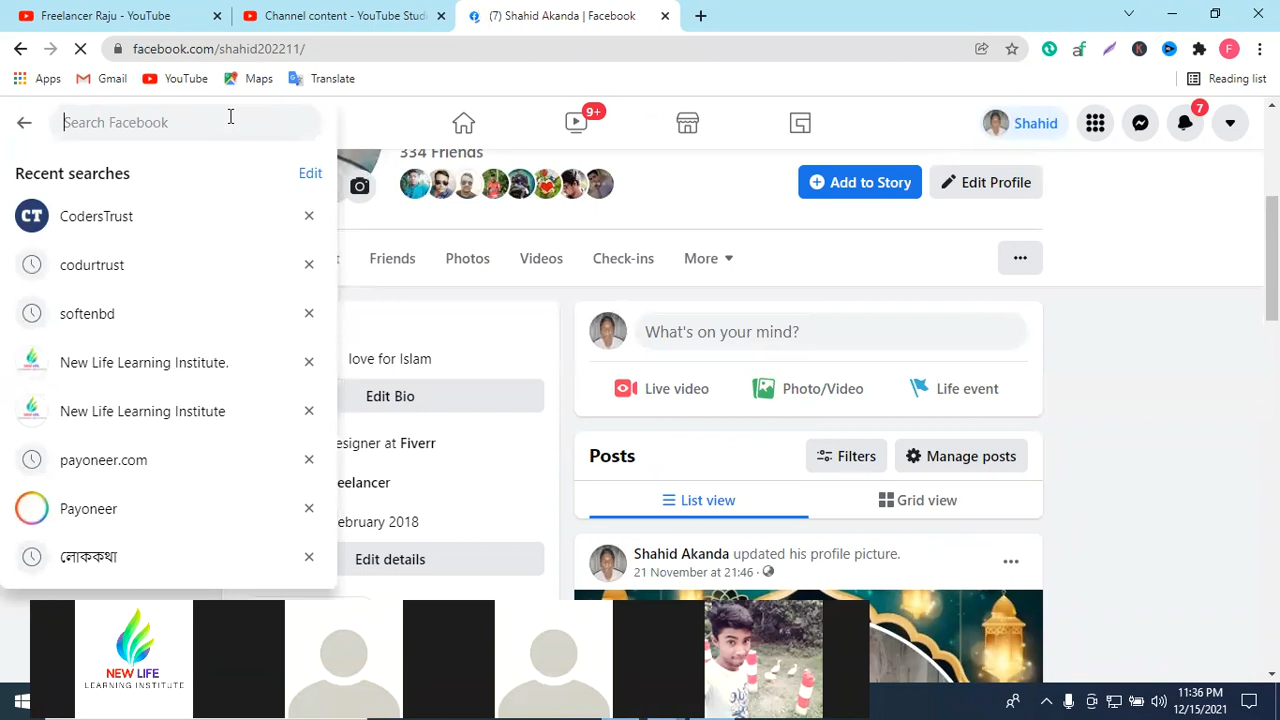 Freelancer Raju - YouTube
Channel content - YouTube Stud
(7) Shahid Akanda | Facebook
facebook.com/shahid202211/
F
Apps
Gmail
YouTube
Maps
Translate
Reading list
Search Facebook
9+
Shahid
7
Recent searches
Edit
334 Friends
Add to Story
Edit Profile
CT
CodersTrust
codurtrust
softenbd
New Life Learning Institute.
New Life Learning Institute
payoneer.com
Payoneer
লোককথা
Friends
Photos
Videos
Check-ins
More
love for Islam
Edit Bio
esigner at Fiverr
eelancer
ebruary 2018
Edit details
What's on your mind?
Live video
Photo/Video
Life event
Posts
Filters
Manage posts
List view
Grid view
Shahid Akanda updated his profile picture.
21 November at 21:46
NEW LIFE
LEARNING INSTITUTE
11:36 PM
12/15/2021